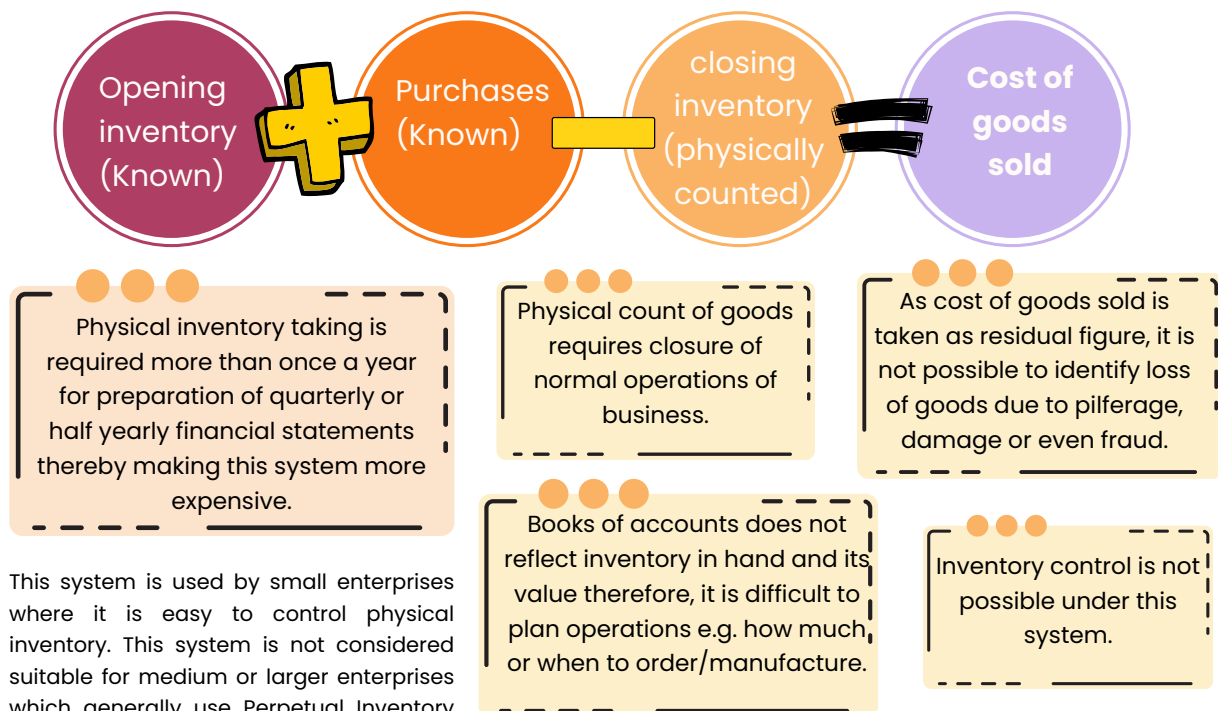 Opening
inventory
(Known)
Purchases
(Known)
closing
inventory
(physically
counted)
Cost of
goods
sold
Physical inventory taking is
required more than once a year
for preparation of quarterly or
half yearly financial statements
thereby making this system more
expensive.
Physical count of goods
requires closure of
normal operations of
business.
As cost of goods sold is
taken as residual figure, it is
not possible to identify loss
of goods due to pilferage,
damage or even fraud.
Books of accounts does not
reflect inventory in hand and its
value therefore, it is difficult to
plan operations e.g. how much
or when to order/manufacture.
Inventory control is not
possible under this
system.
This system is used by small enterprises
where it is easy to control physical
inventory. This system is not considered
suitable for medium or larger enterprises
which generally use Perpetual Inventory